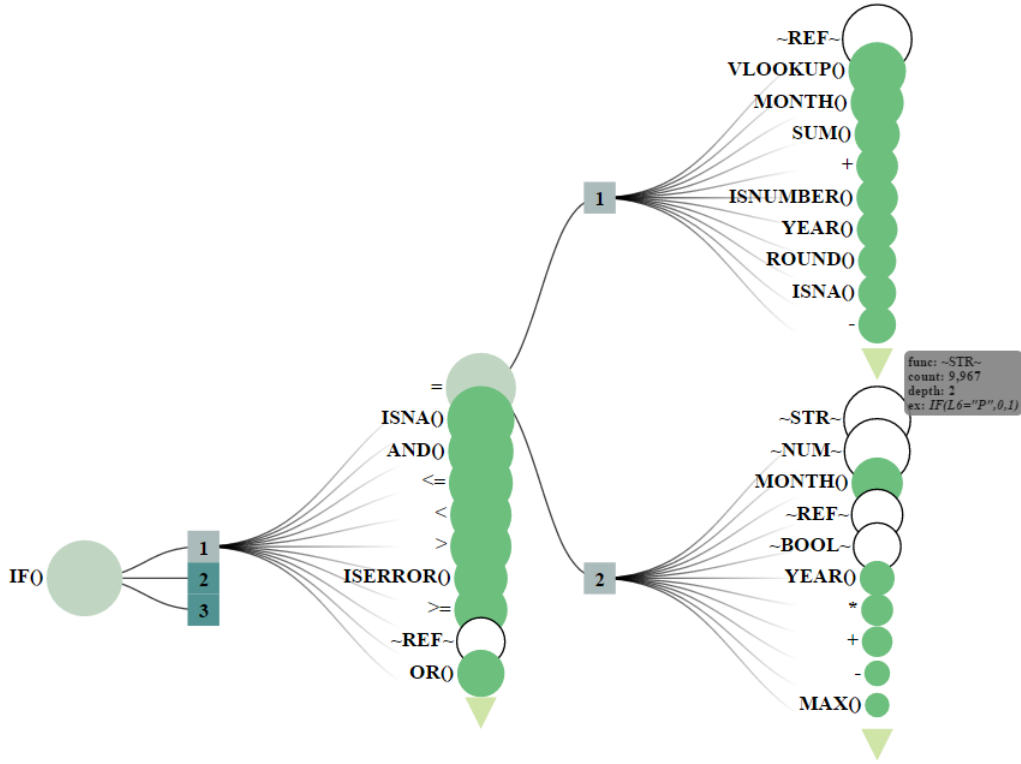 IF()
1
2
3
=
ISNA()
AND()
<=
<
>
ISERROR()
>=
~REF~
OR()
1
~REF~
VLOOKUP()
MONTH()
SUM()
+
ISNUMBER()
YEAR()
ROUND()
ISNA()
-
func: ~STR~
count: 9,967
depth: 2
ex: IF(L6="P",0,1)
2
~STR~
~NUM~
MONTH()
~REF~
~BOOL~
YEAR()
*
+
-
MAX()